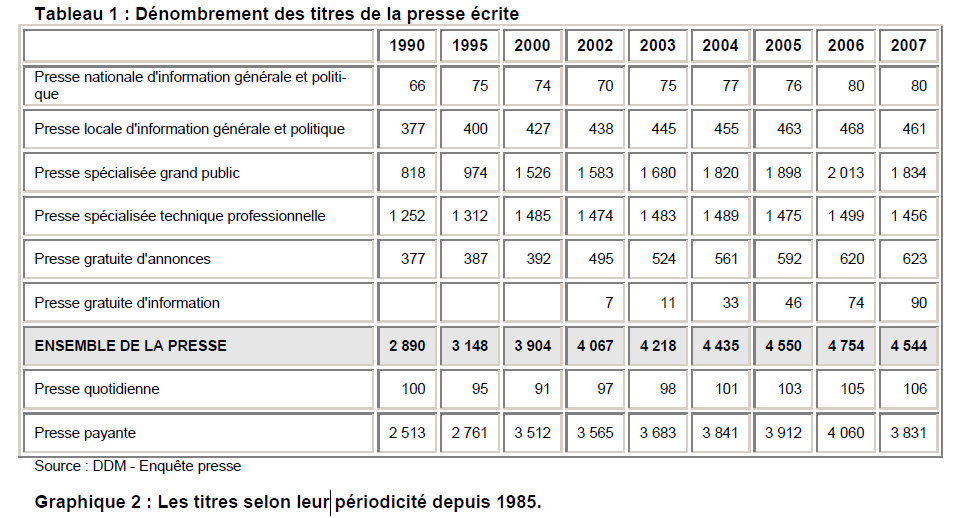 Tableau 1 : Dénombrement des titres de la presse écrite
1990 1995 2000 2002 2003 2004 2005 2006 2007
Presse nationale d'information générale et politi-
que 66 75 74 70 75 77 76 80 80
Presse locale d'information générale et politique 377 400 427 438 445 455 463 468 461
Presse spécialisée grand public 818 974 1 526 1 583 1 680 1 820 1 898 2 013 1 834
Presse spécialisée technique professionnelle 1 252 1 312 1 485 1 474 1 483 1 489 1 475 1 499 1 456
Presse gratuite d'annonces 377 387 392 495 524 561 592 620 623
Presse gratuite d'information 7 11 33 46 74 90
ENSEMBLE DE LA PRESSE 2 890 3 148 3 904 4 067 4 218 4 435 4 550 4 754 4 544
Presse quotidienne 100 95 91 97 98 101 103 105 106
Presse payante 2 513 2 761 3 512 3 565 3 683 3 841 3 912 4 060 3 831
Source : DDM - Enquête presse
Graphique 2 : Les titres selon leur périodicité depuis 1985.